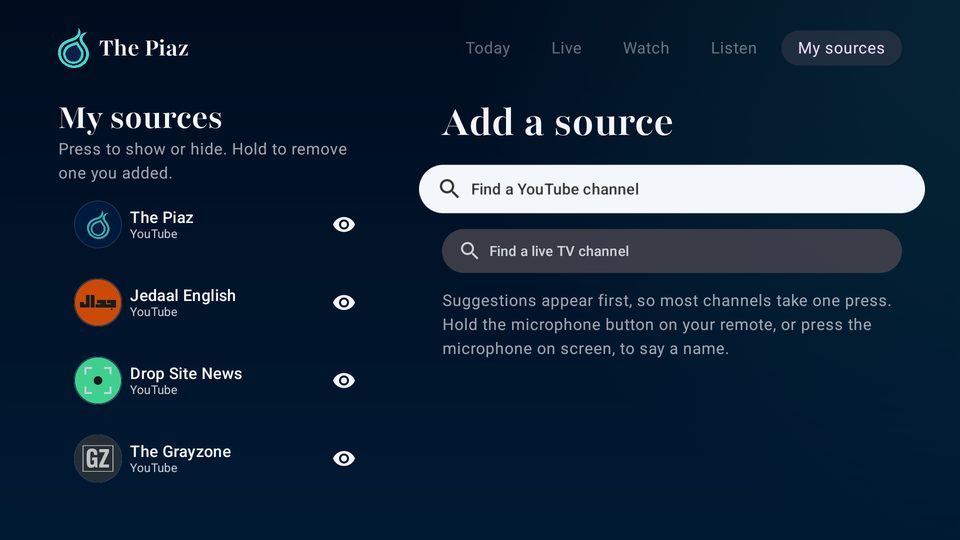 The Piaz
Today
Live
Watch
Listen
My sources
My sources
Press to show or hide. Hold to remove
one you added.
The Piaz
YouTube
جدال
Jedaal English
YouTube
Drop Site News
YouTube
GZ
The Grayzone
YouTube
Add a source
Find a YouTube channel
Find a live TV channel
Suggestions appear first, so most channels take one press.
Hold the microphone button on your remote, or press the
microphone on screen, to say a name.